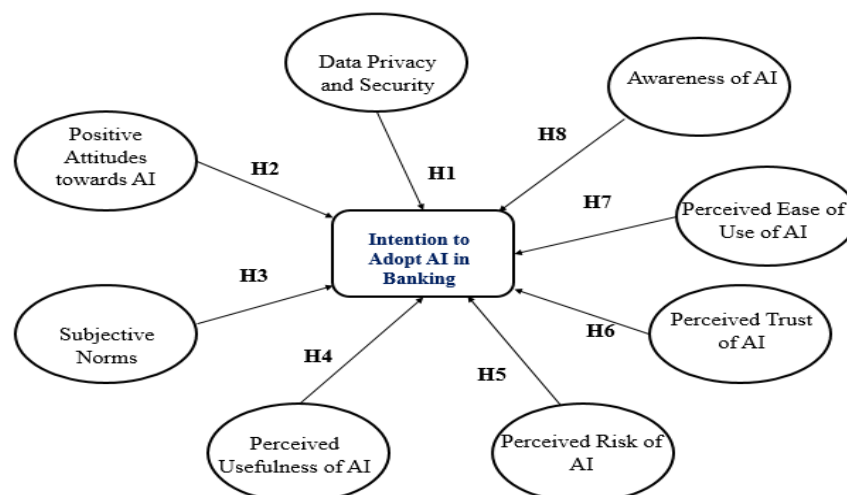 Data Privacy
and Security
Awareness of AI
H8
Positive
Attitudes
towards AI
H2
H1
H7
Perceived Ease of
Use of AI
Intention to
Adopt AI in
Banking
H3
Subjective
Norms
H6
Perceived Trust
of AI
H4
H5
Perceived
Usefulness of AI
Perceived Risk of
AI